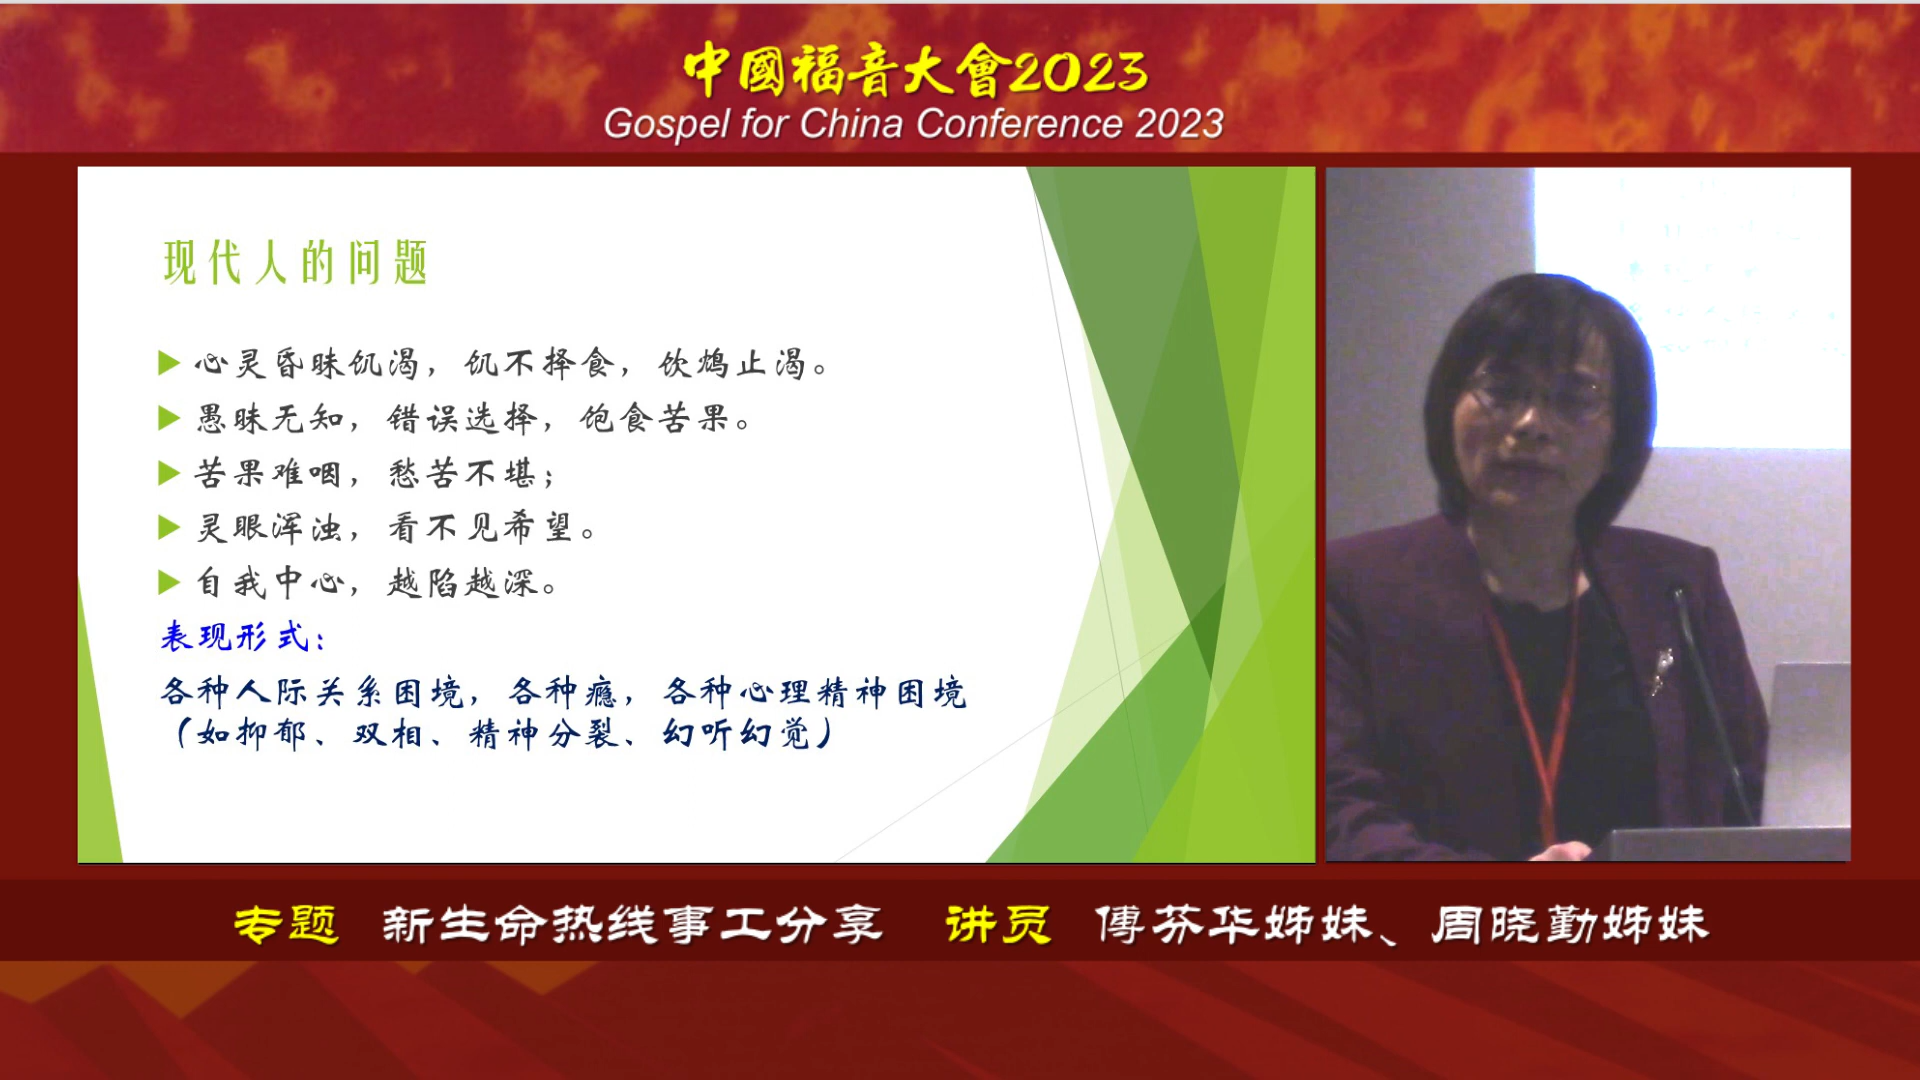 中國福音大會2023
Gospel for China Conference 2023
现代人的问题
心灵昏昧饥渴，饥不择食，饮鸩止渴。
愚昧无知，错误选择，饱食苦果。
苦果难咽，愁苦不堪；
灵眼浑浊，看不见希望。
自我中心，越陷越深。
表现形式：
各种人际关系困境，各种瘾，各种心理精神困境
（如抑郁、双相、精神分裂、幻听幻觉）
专题 新生命热线事工分享 讲员 傅芬华姊妹、周晓勤姊妹